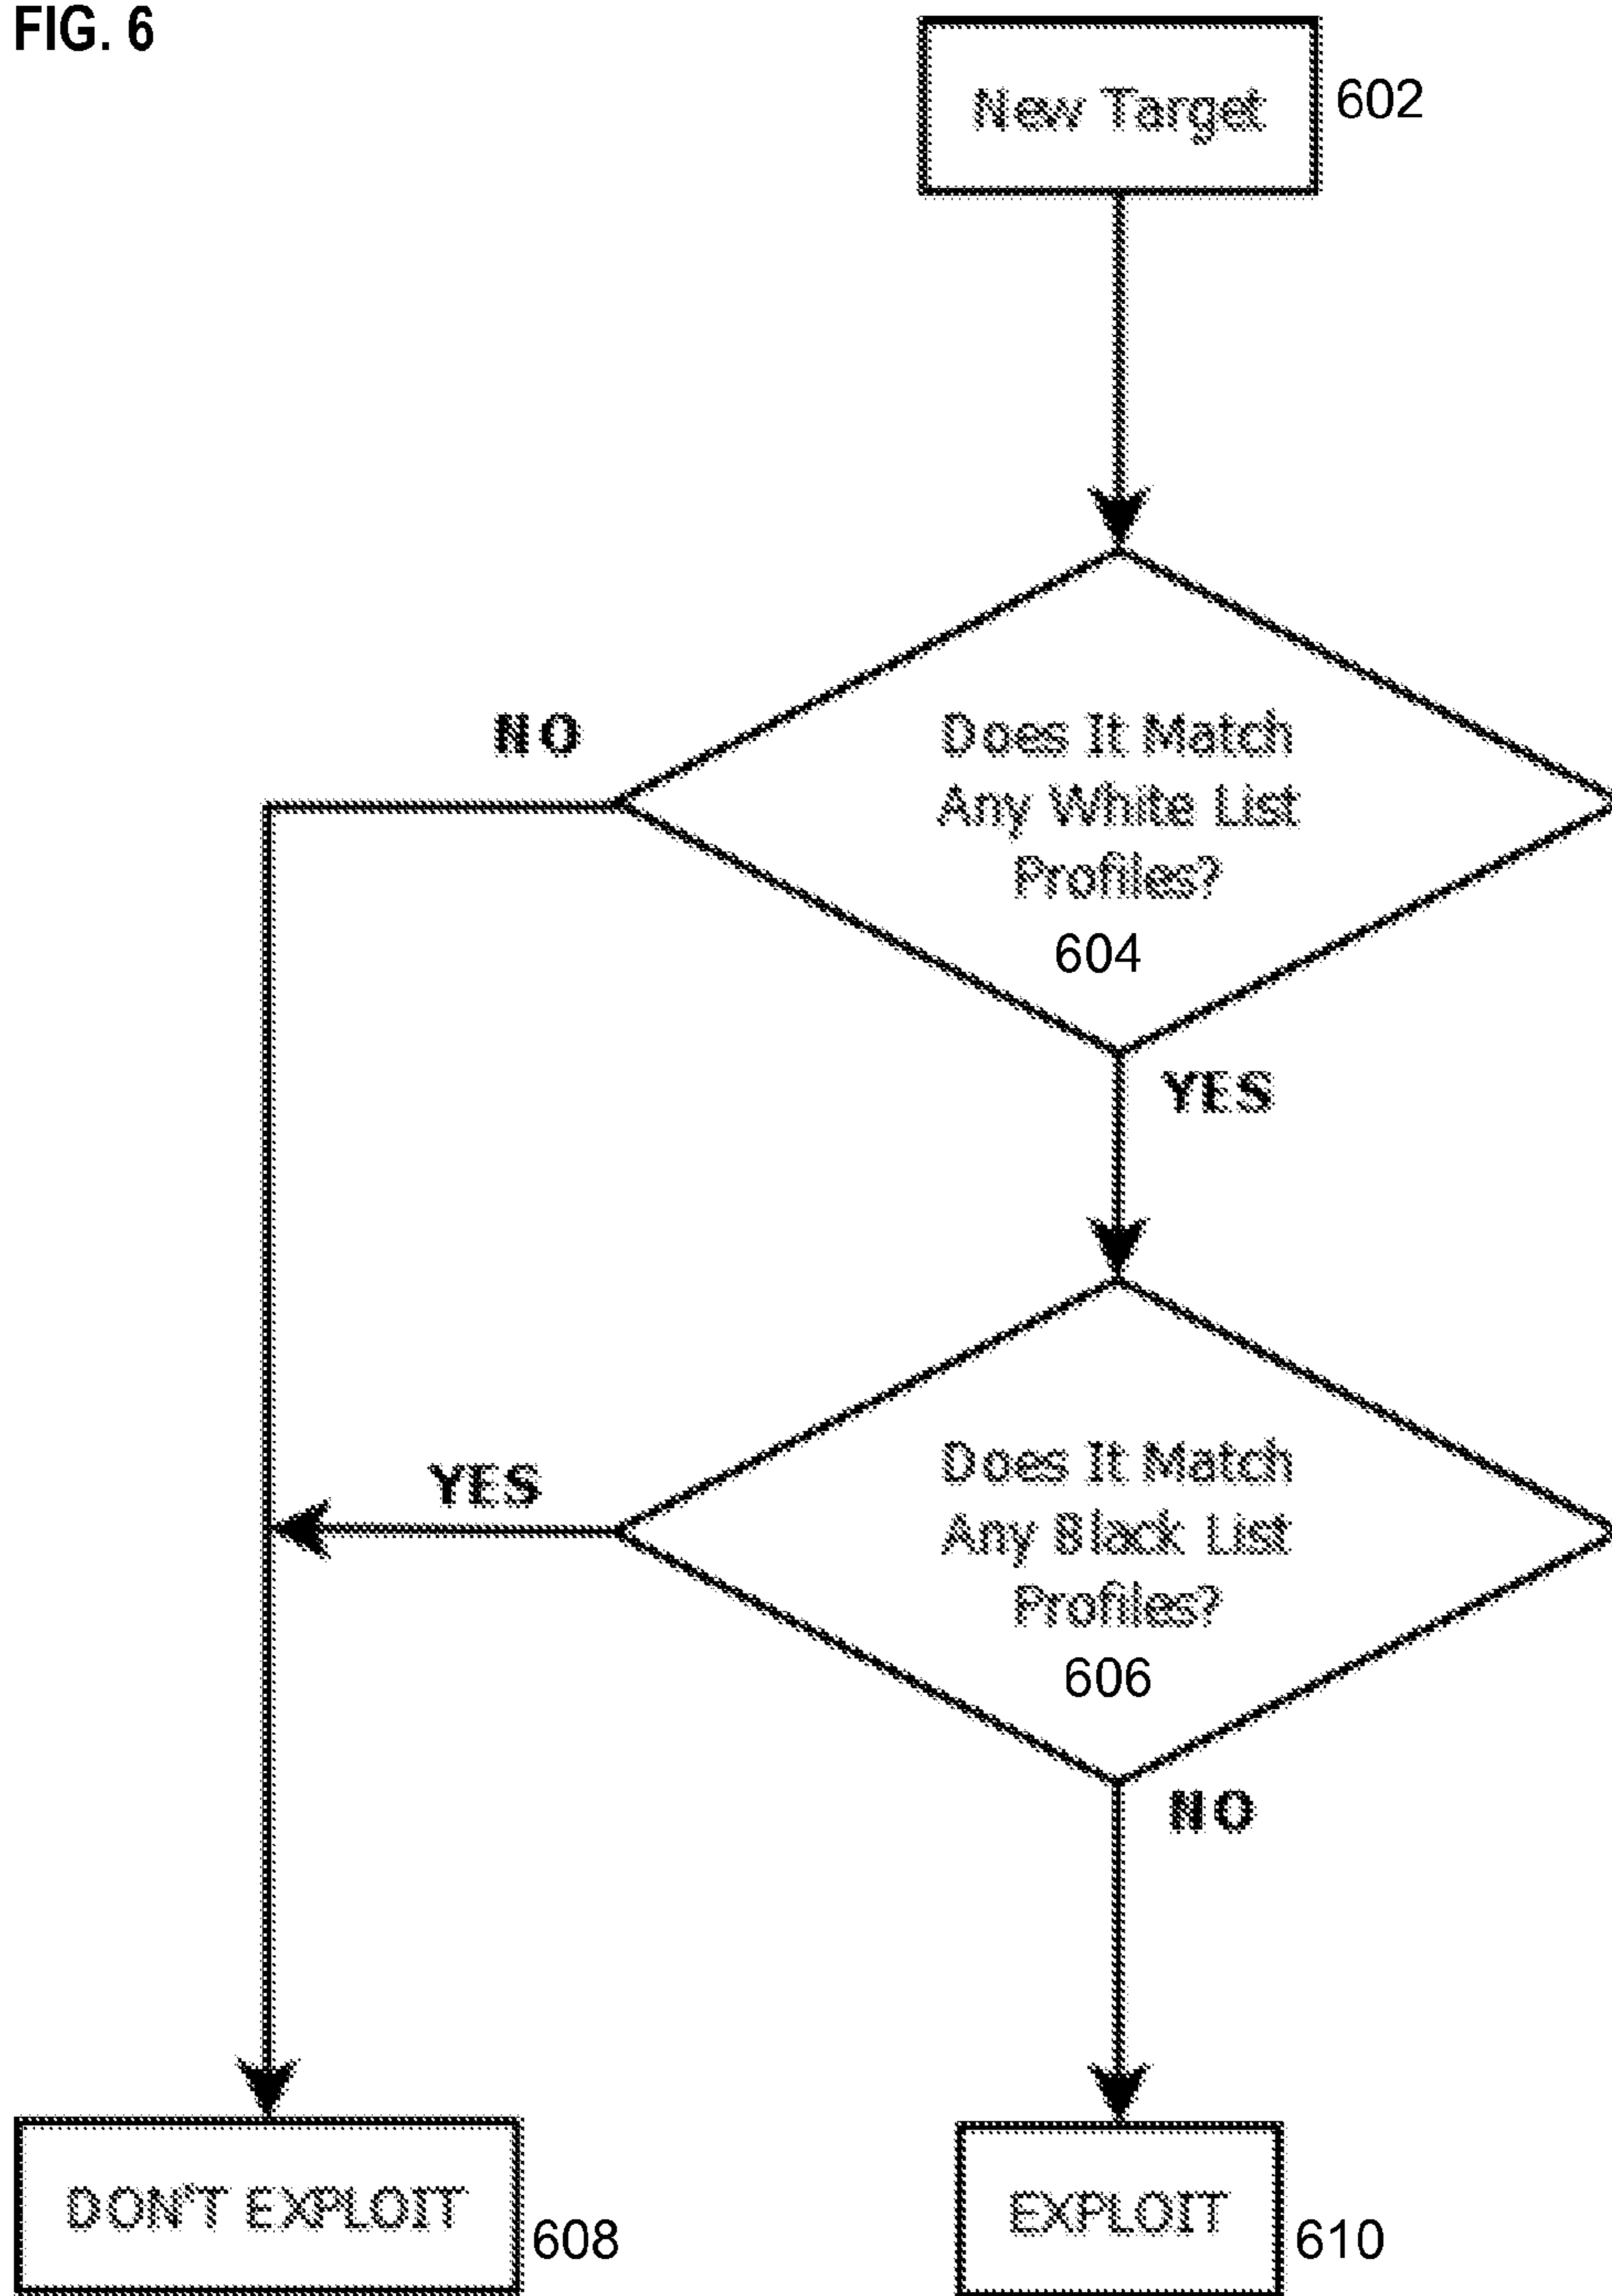 FIG. 6
New Target
602
NO
Does It Match
Any White List
Profiles?
604
YES
YES
Does It Match
Any Black List
Profiles?
606
NO
DON'T EXPLOIT
608
EXPLOIT
610